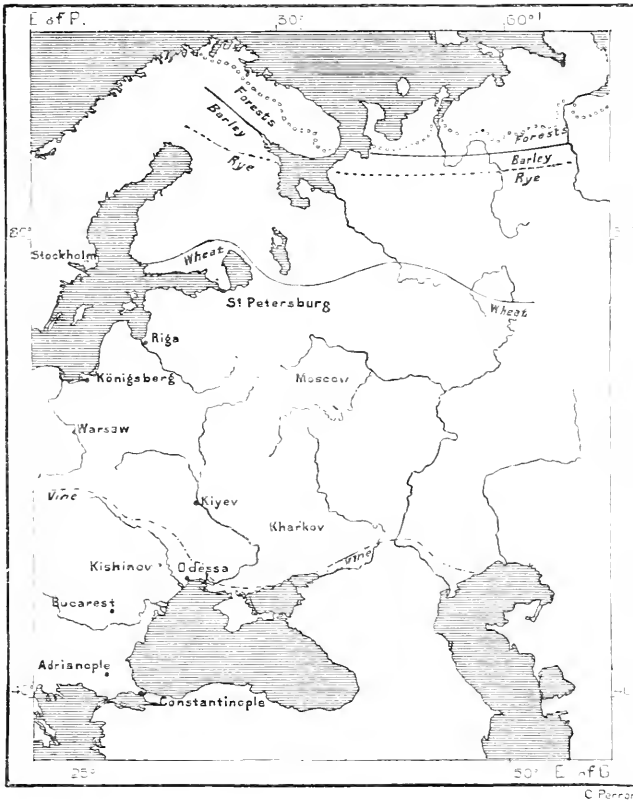 E of P.
30°
60°
Forests
Barley
Rye
Forests
Barley
Rye
Stockholm
Wheat
St Petersburg
Wheat
Riga
Königsberg
Moscow
Warsaw
Vine
Kiyev
Kharkov
Vine
Kishinov
Odessa
Bucarest
Adrianople
Constantinople
25°
50°
E of G
C Perron